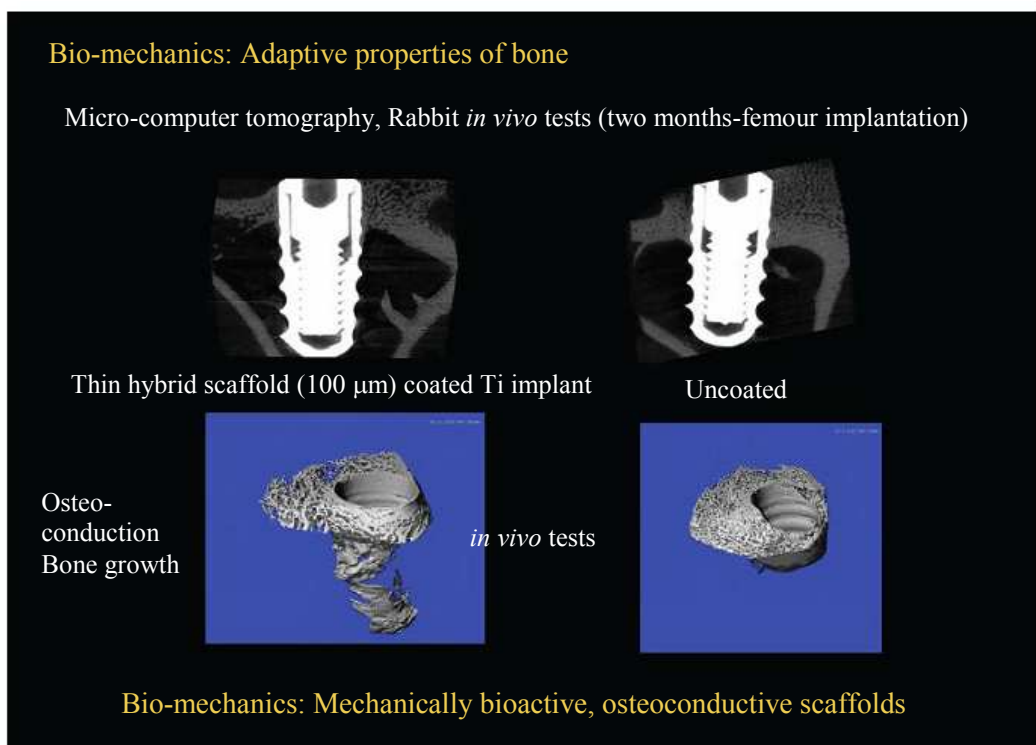 Bio-mechanics: Adaptive properties of bone
Micro-computer tomography, Rabbit in vivo tests (two months-femour implantation)
Thin hybrid scaffold (100 μm) coated Ti implant
Uncoated
Osteo-
conduction
Bone growth
in vivo tests
Bio-mechanics: Mechanically bioactive, osteoconductive scaffolds